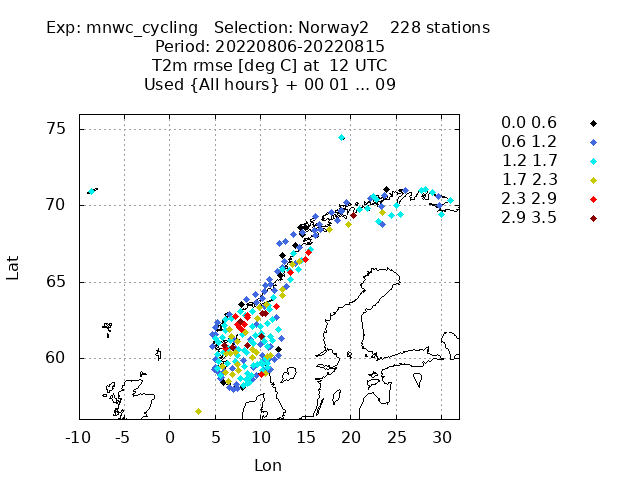 Exp: mnwc_cycling   Selection: Norway2    228 stations
Period: 20220806-20220815
T2m rmse [deg C] at  12 UTC
Used {All hours} + 00 01 ... 09
75
70
65
60
Lat
-10 -5 0 5 10 15 20 25 30
Lon
0.0 0.6
0.6 1.2
1.2 1.7
1.7 2.3
2.3 2.9
2.9 3.5